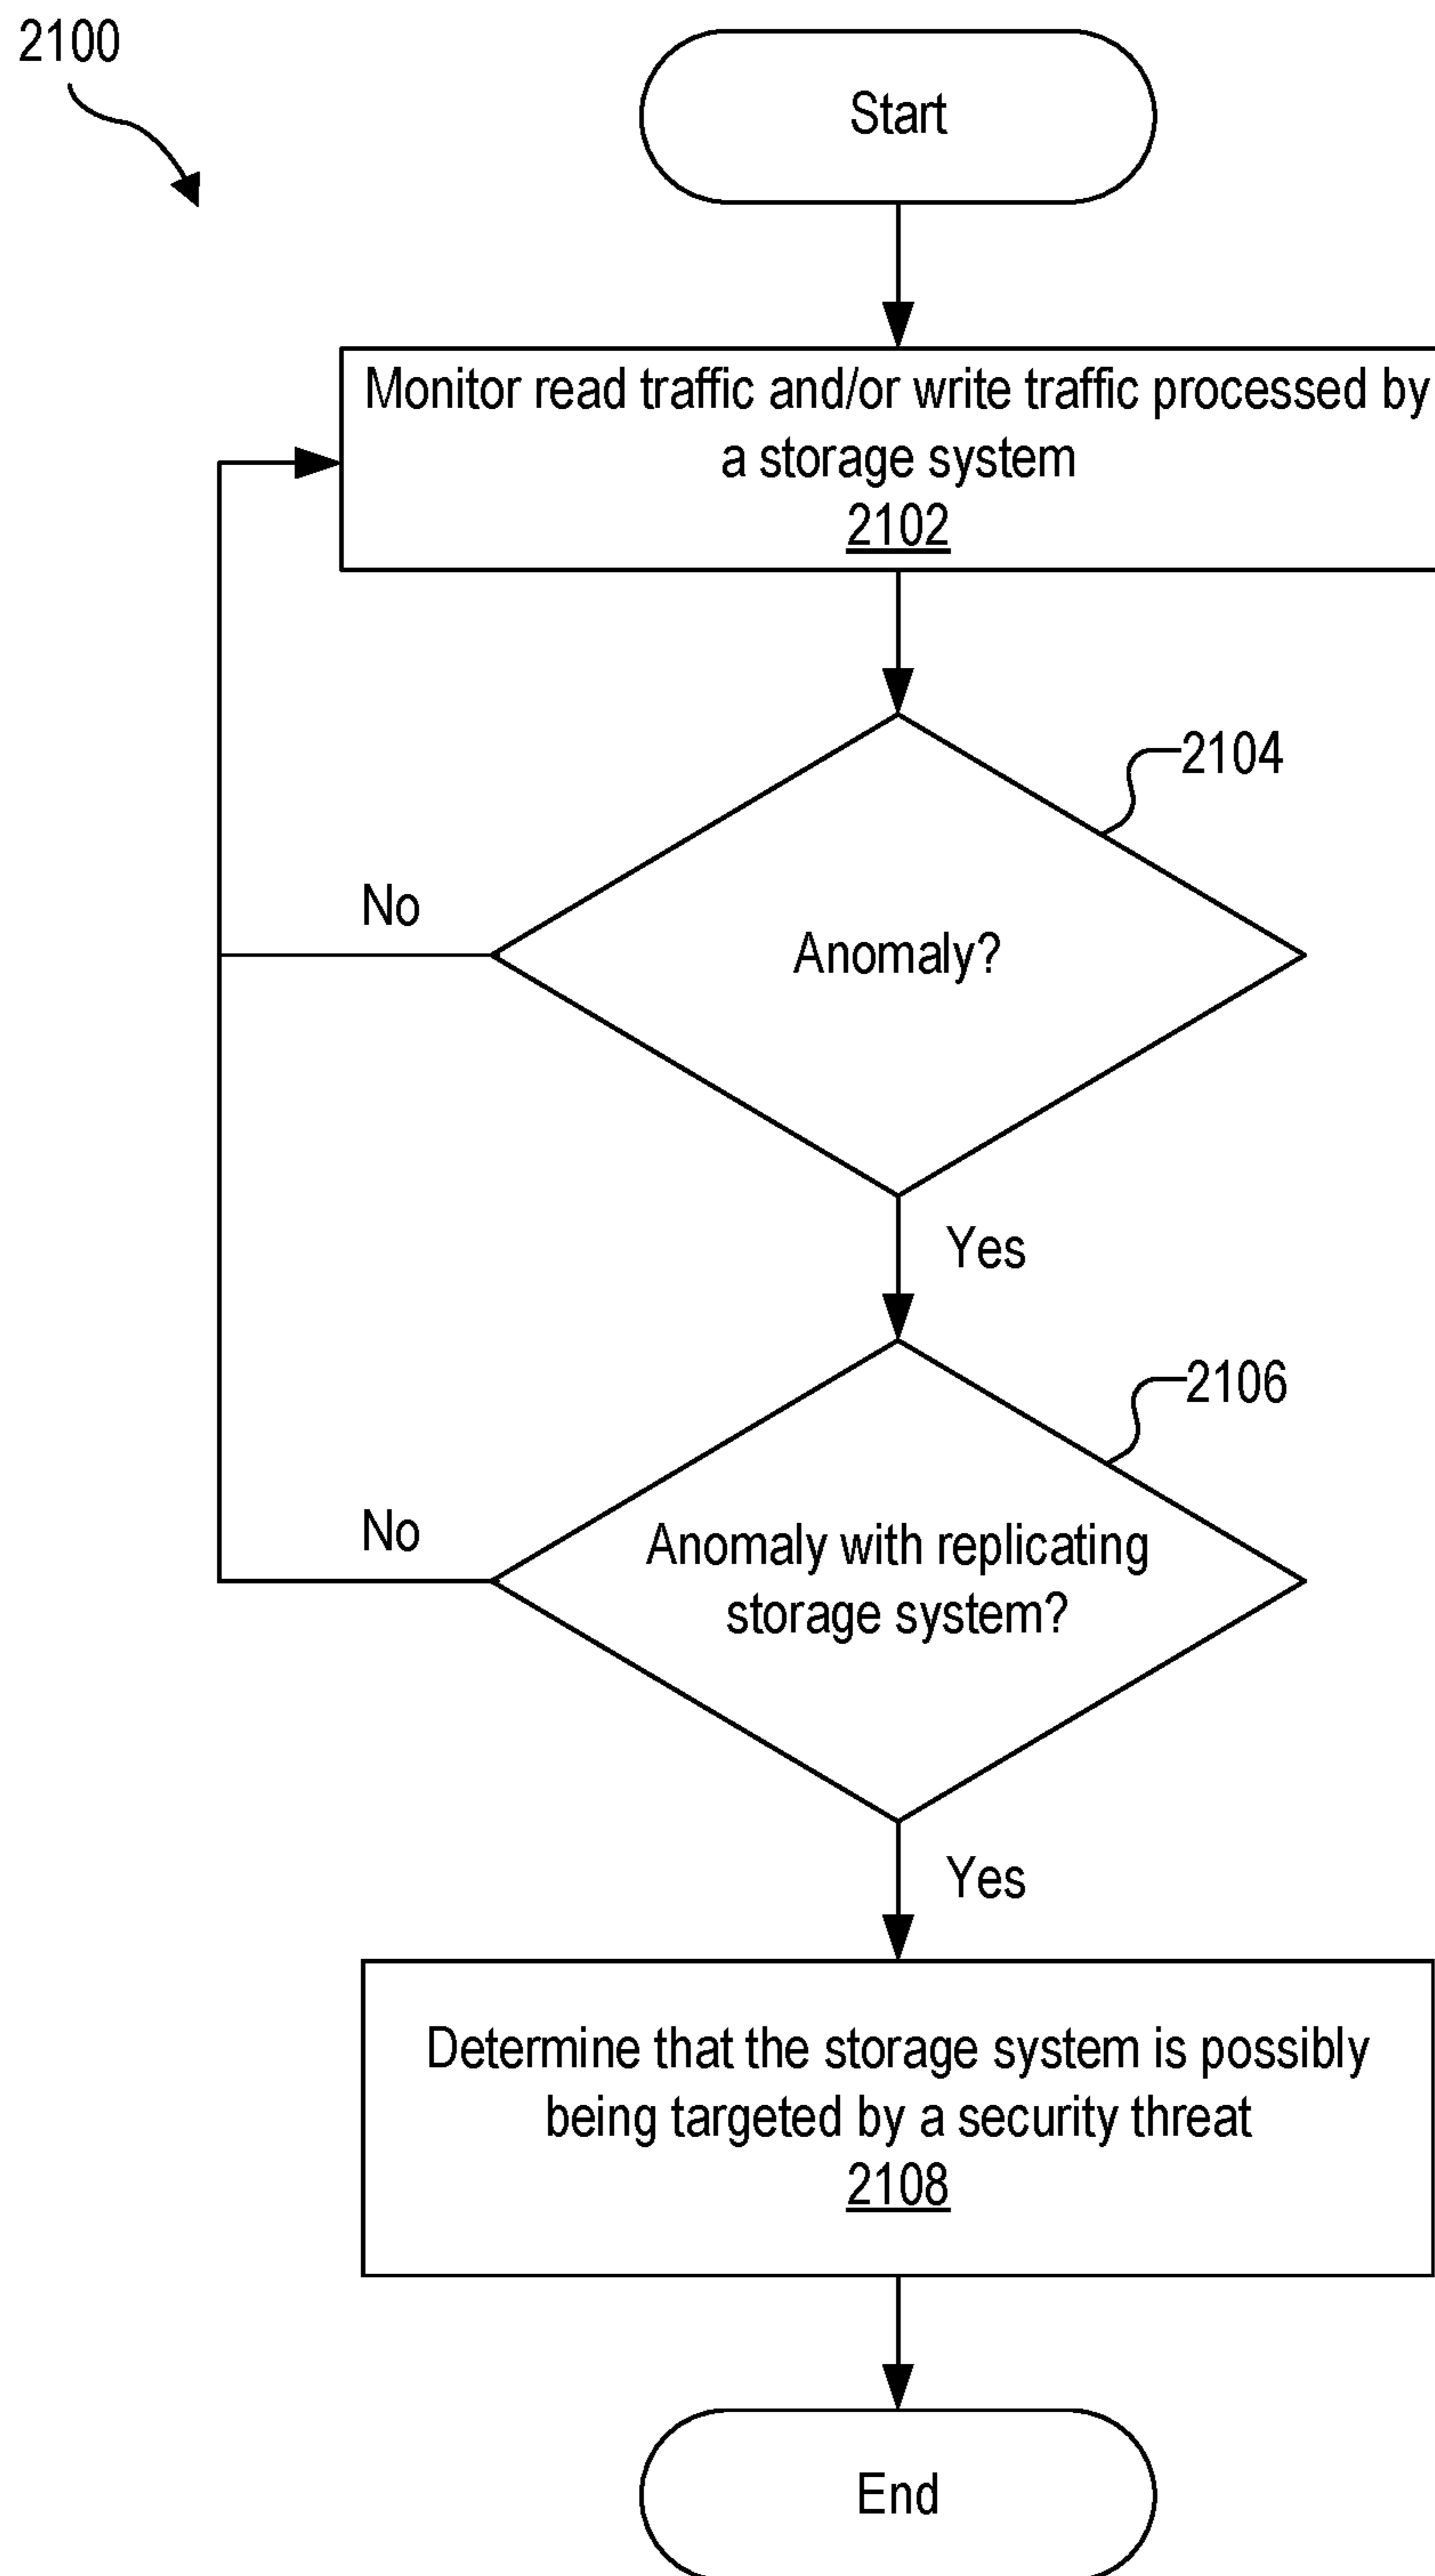 2100
Start
Monitor read traffic and/or write traffic processed by
a storage system
2102
2104
Anomaly?
No
Yes
2106
Anomaly with replicating
storage system?
No
Yes
Determine that the storage system is possibly
being targeted by a security threat
2108
End